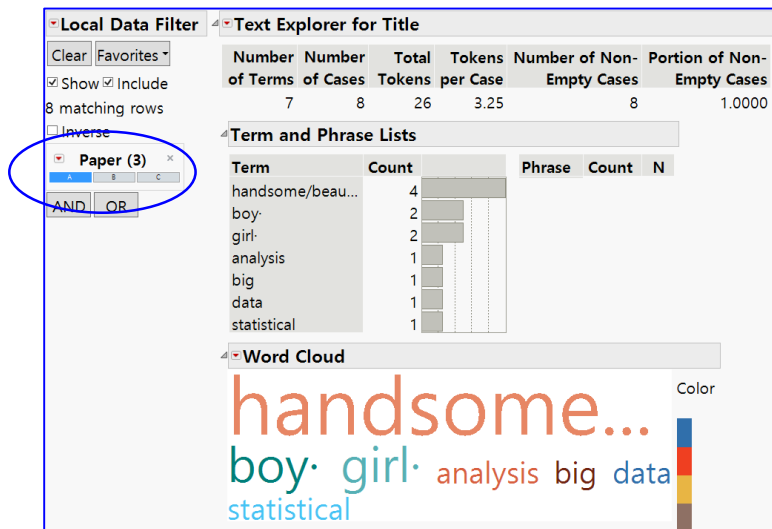 Local Data Filter
Clear Favorites
Show Include
8 matching rows
Inverse
Paper (3) ×
A B C
AND OR
Text Explorer for Title
Number of Terms Number of Cases Total Tokens Tokens per Case Number of Non-Empty Cases Portion of Non-Empty Cases
7 8 26 3.25 8 1.0000
Term and Phrase Lists
Term Count Phrase Count N
handsome/beau... 4
boy· 2
girl· 2
analysis 1
big 1
data 1
statistical 1
Word Cloud
handsome...
boy· girl· analysis big data
statistical
Color